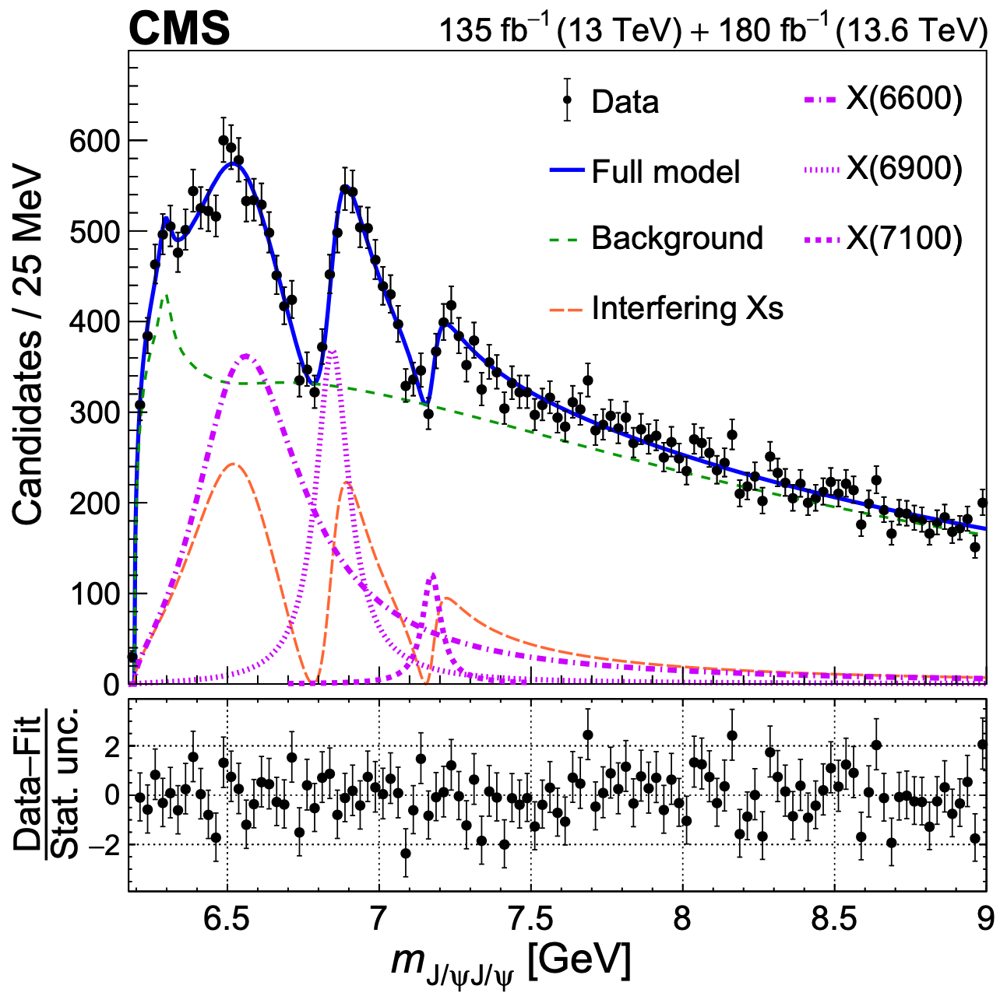 CMS 135 fb⁻¹ (13 TeV) + 180 fb⁻¹ (13.6 TeV)
Data X(6600)
Full model X(6900)
Background X(7100)
Interfering Xs
Candidates / 25 MeV
600
500
400
300
200
100
0
Data–Fit
Stat. unc.
2
0
−2
6.5 7 7.5 8 8.5 9
m_J/ψJ/ψ [GeV]